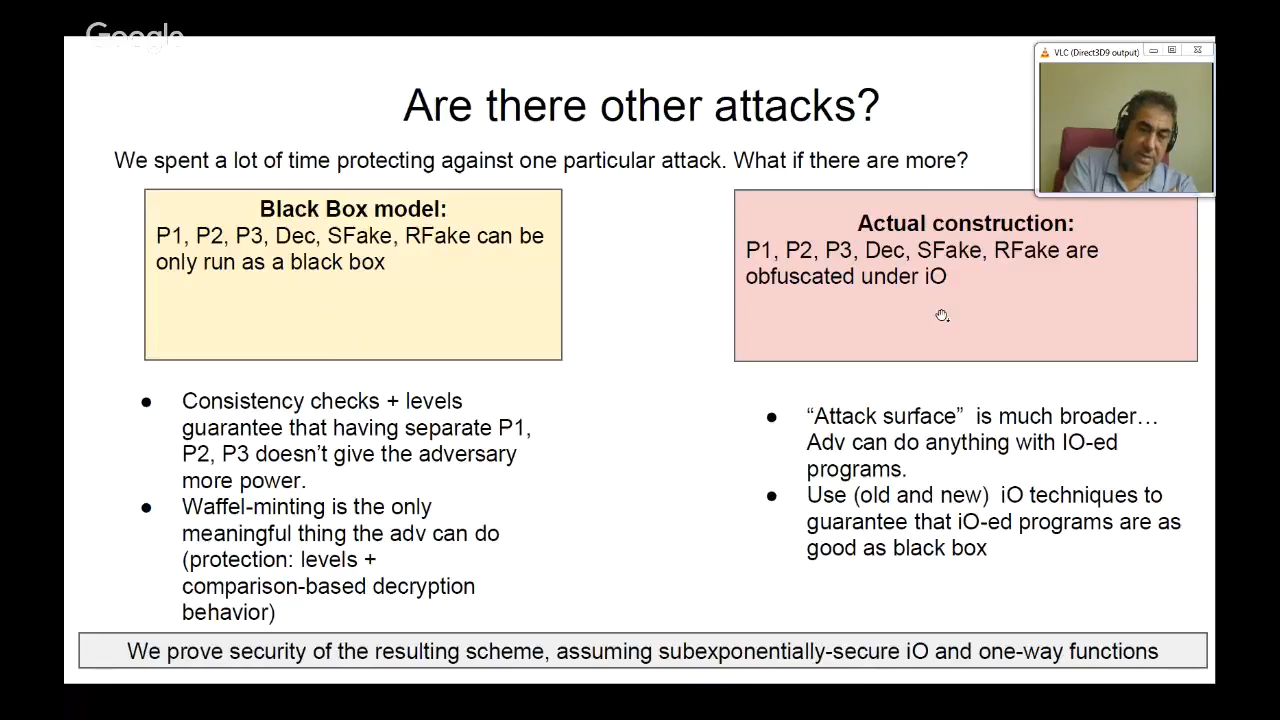 Google
VLC (Direct3D9 output)
Are there other attacks?
We spent a lot of time protecting against one particular attack. What if there are more?
Black Box model:
P1, P2, P3, Dec, SFake, RFake can be
only run as a black box
Actual construction:
P1, P2, P3, Dec, SFake, RFake are
obfuscated under iO
● Consistency checks + levels
guarantee that having separate P1,
P2, P3 doesn’t give the adversary
more power.
● Waffel-minting is the only
meaningful thing the adv can do
(protection: levels +
comparison-based decryption
behavior)
● “Attack surface” is much broader…
Adv can do anything with IO-ed
programs.
● Use (old and new) iO techniques to
guarantee that iO-ed programs are as
good as black box
We prove security of the resulting scheme, assuming subexponentially-secure iO and one-way functions